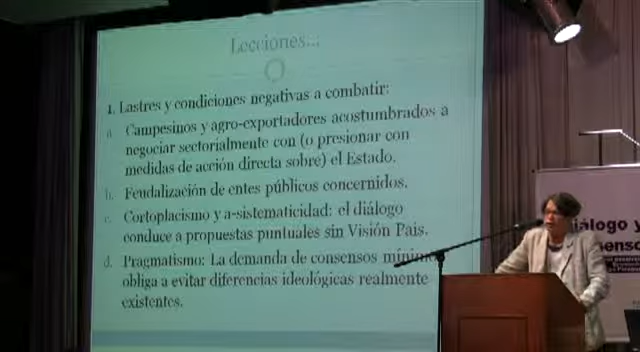 Lecciones...
1. Lastres y condiciones negativas a combatir:
a. Campesinos y agro-exportadores acostumbrados a
negociar sectorialmente con (o presionar con
medidas de acción directa sobre) el Estado.
b. Feudalización de entes públicos concernidos.
c. Cortoplacismo y a-sistematicidad: el diálogo
conduce a propuestas puntuales sin Visión País.
d. Pragmatismo: La demanda de consensos mínimos
obliga a evitar diferencias ideológicas realmente
existentes.
iálogo y